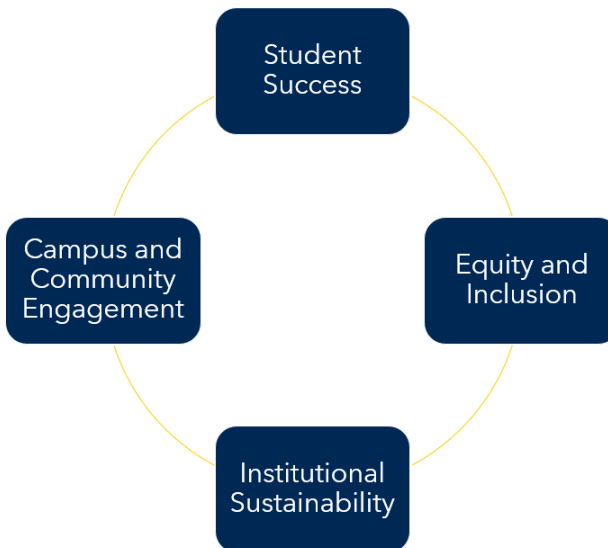 Student
Success
Campus and
Community
Engagement
Equity and
Inclusion
Institutional
Sustainability